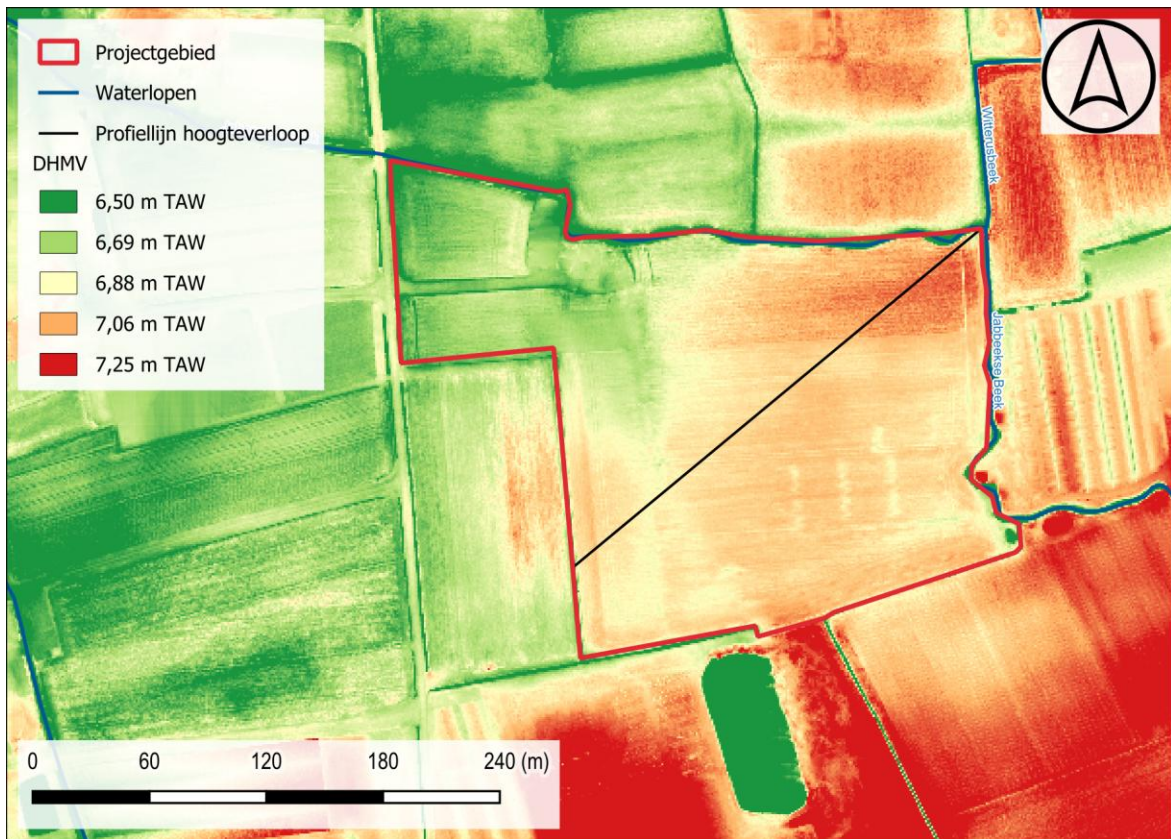 Projectgebied
Waterlopen
Profiellijn hoogteverloop
DHMV
6,50 m TAW
6,69 m TAW
6,88 m TAW
7,06 m TAW
7,25 m TAW
Witterusbeek
Jabbeekse Beek
0 60 120 180 240 (m)